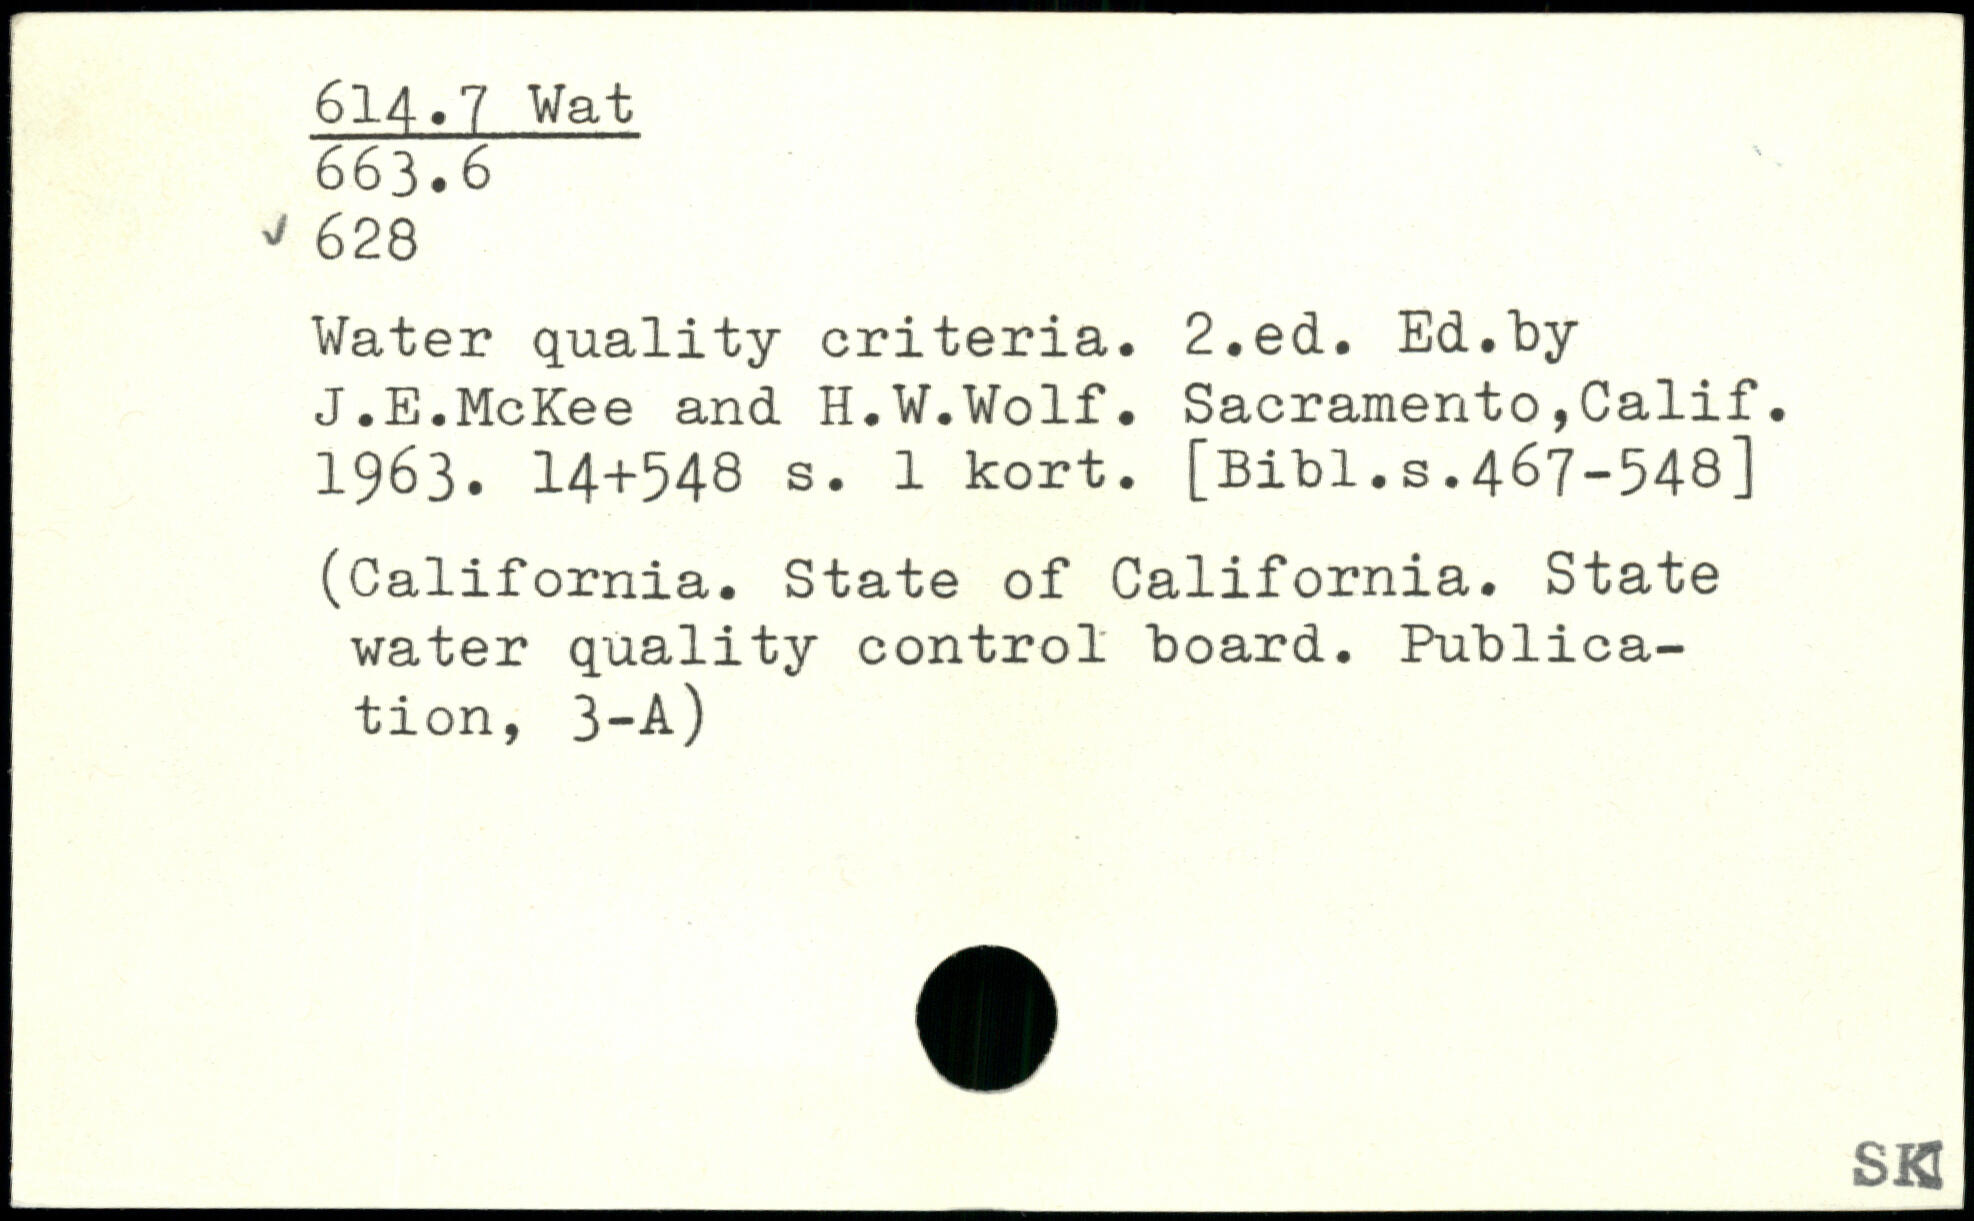 614.7 Wat
663.6
✓ 628
Water quality criteria. 2.ed. Ed.by
J.E.McKee and H.W.Wolf. Sacramento,Calif.
1963. 14+548 s. 1 kort. [Bibl.s.467-548]
(California. State of California. State
water quality control board. Publica-
tion, 3-A)
SK